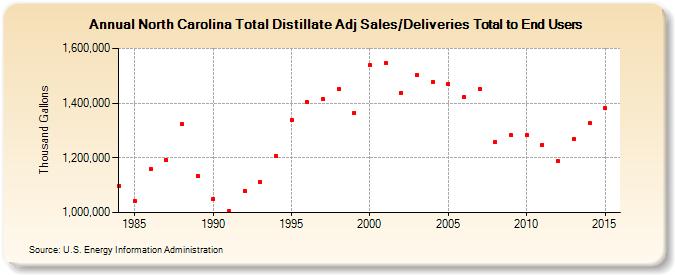 Annual North Carolina Total Distillate Adj Sales/Deliveries Total to End Users
Thousand Gallons
1,600,000
1,400,000
1,200,000
1,000,000
1985 1990 1995 2000 2005 2010 2015
Source: U.S. Energy Information Administration